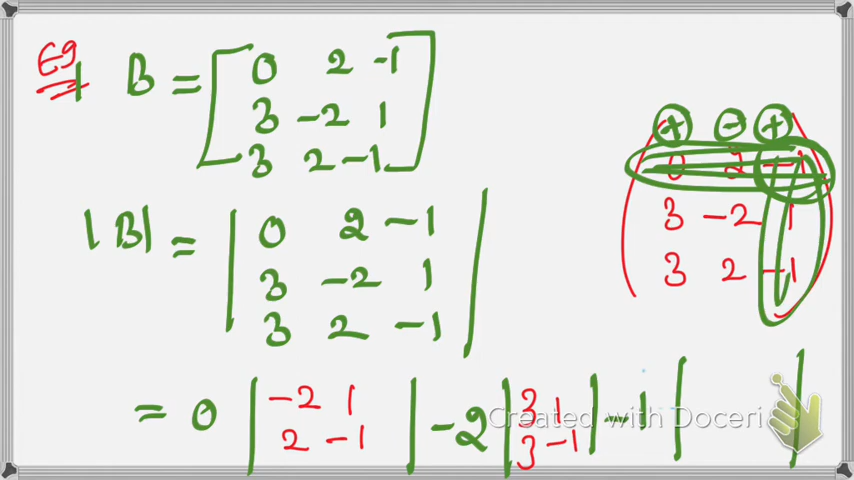 Eg
B = [ 0 2 -1
3 -2 1
3 2 -1 ]
|B| = | 0 2 -1
3 -2 1
3 2 -1 |
= 0 | -2 1 | -2 | 3 1 | -1 | |
2 -1 3 -1
+ - +
0 2 -1
3 -2 1
3 2 -1
Created with Doceri